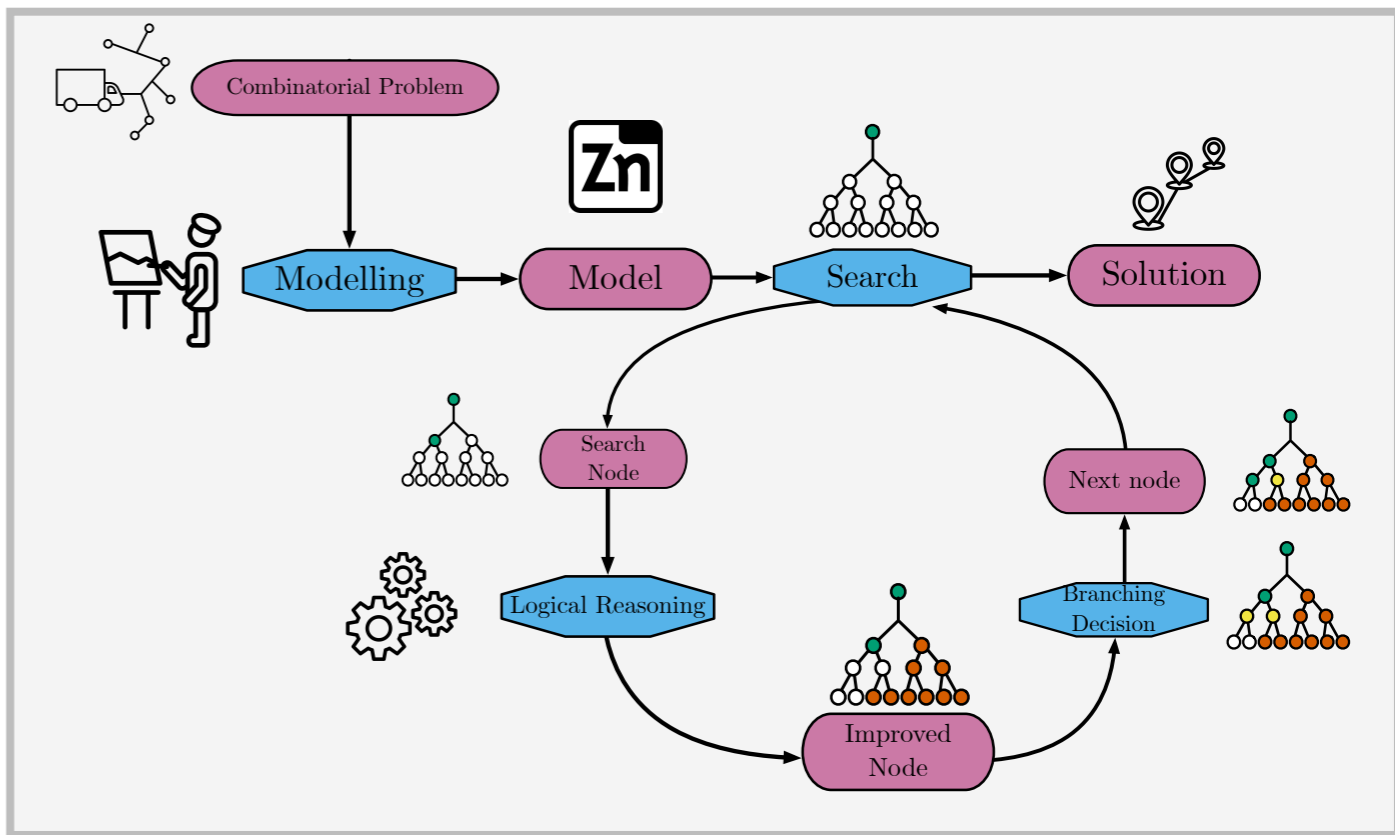 Combinatorial Problem
Zn
Modelling
Model
Search
Solution
Search
Node
Next node
Logical Reasoning
Branching
Decision
Improved
Node